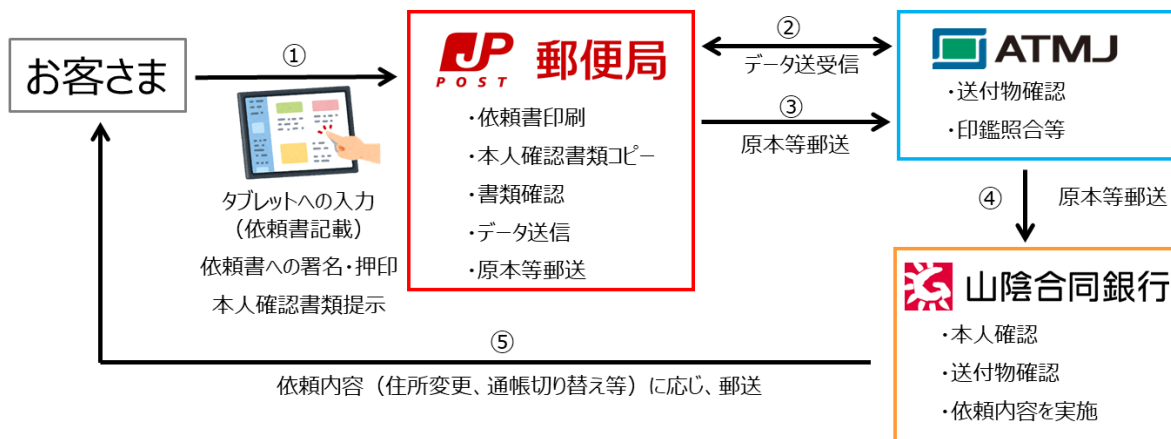 お客さま
①
タブレットへの入力
（依頼書記載）
依頼書への署名・押印
本人確認書類提示
JP
POST
郵便局
・依頼書印刷
・本人確認書類コピー
・書類確認
・データ送信
・原本等郵送
②
データ送受信
③
原本等郵送
ATMJ
・送付物確認
・印鑑照合等
④
原本等郵送
山陰合同銀行
・本人確認
・送付物確認
・依頼内容を実施
⑤
依頼内容（住所変更、通帳切り替え等）に応じ、郵送